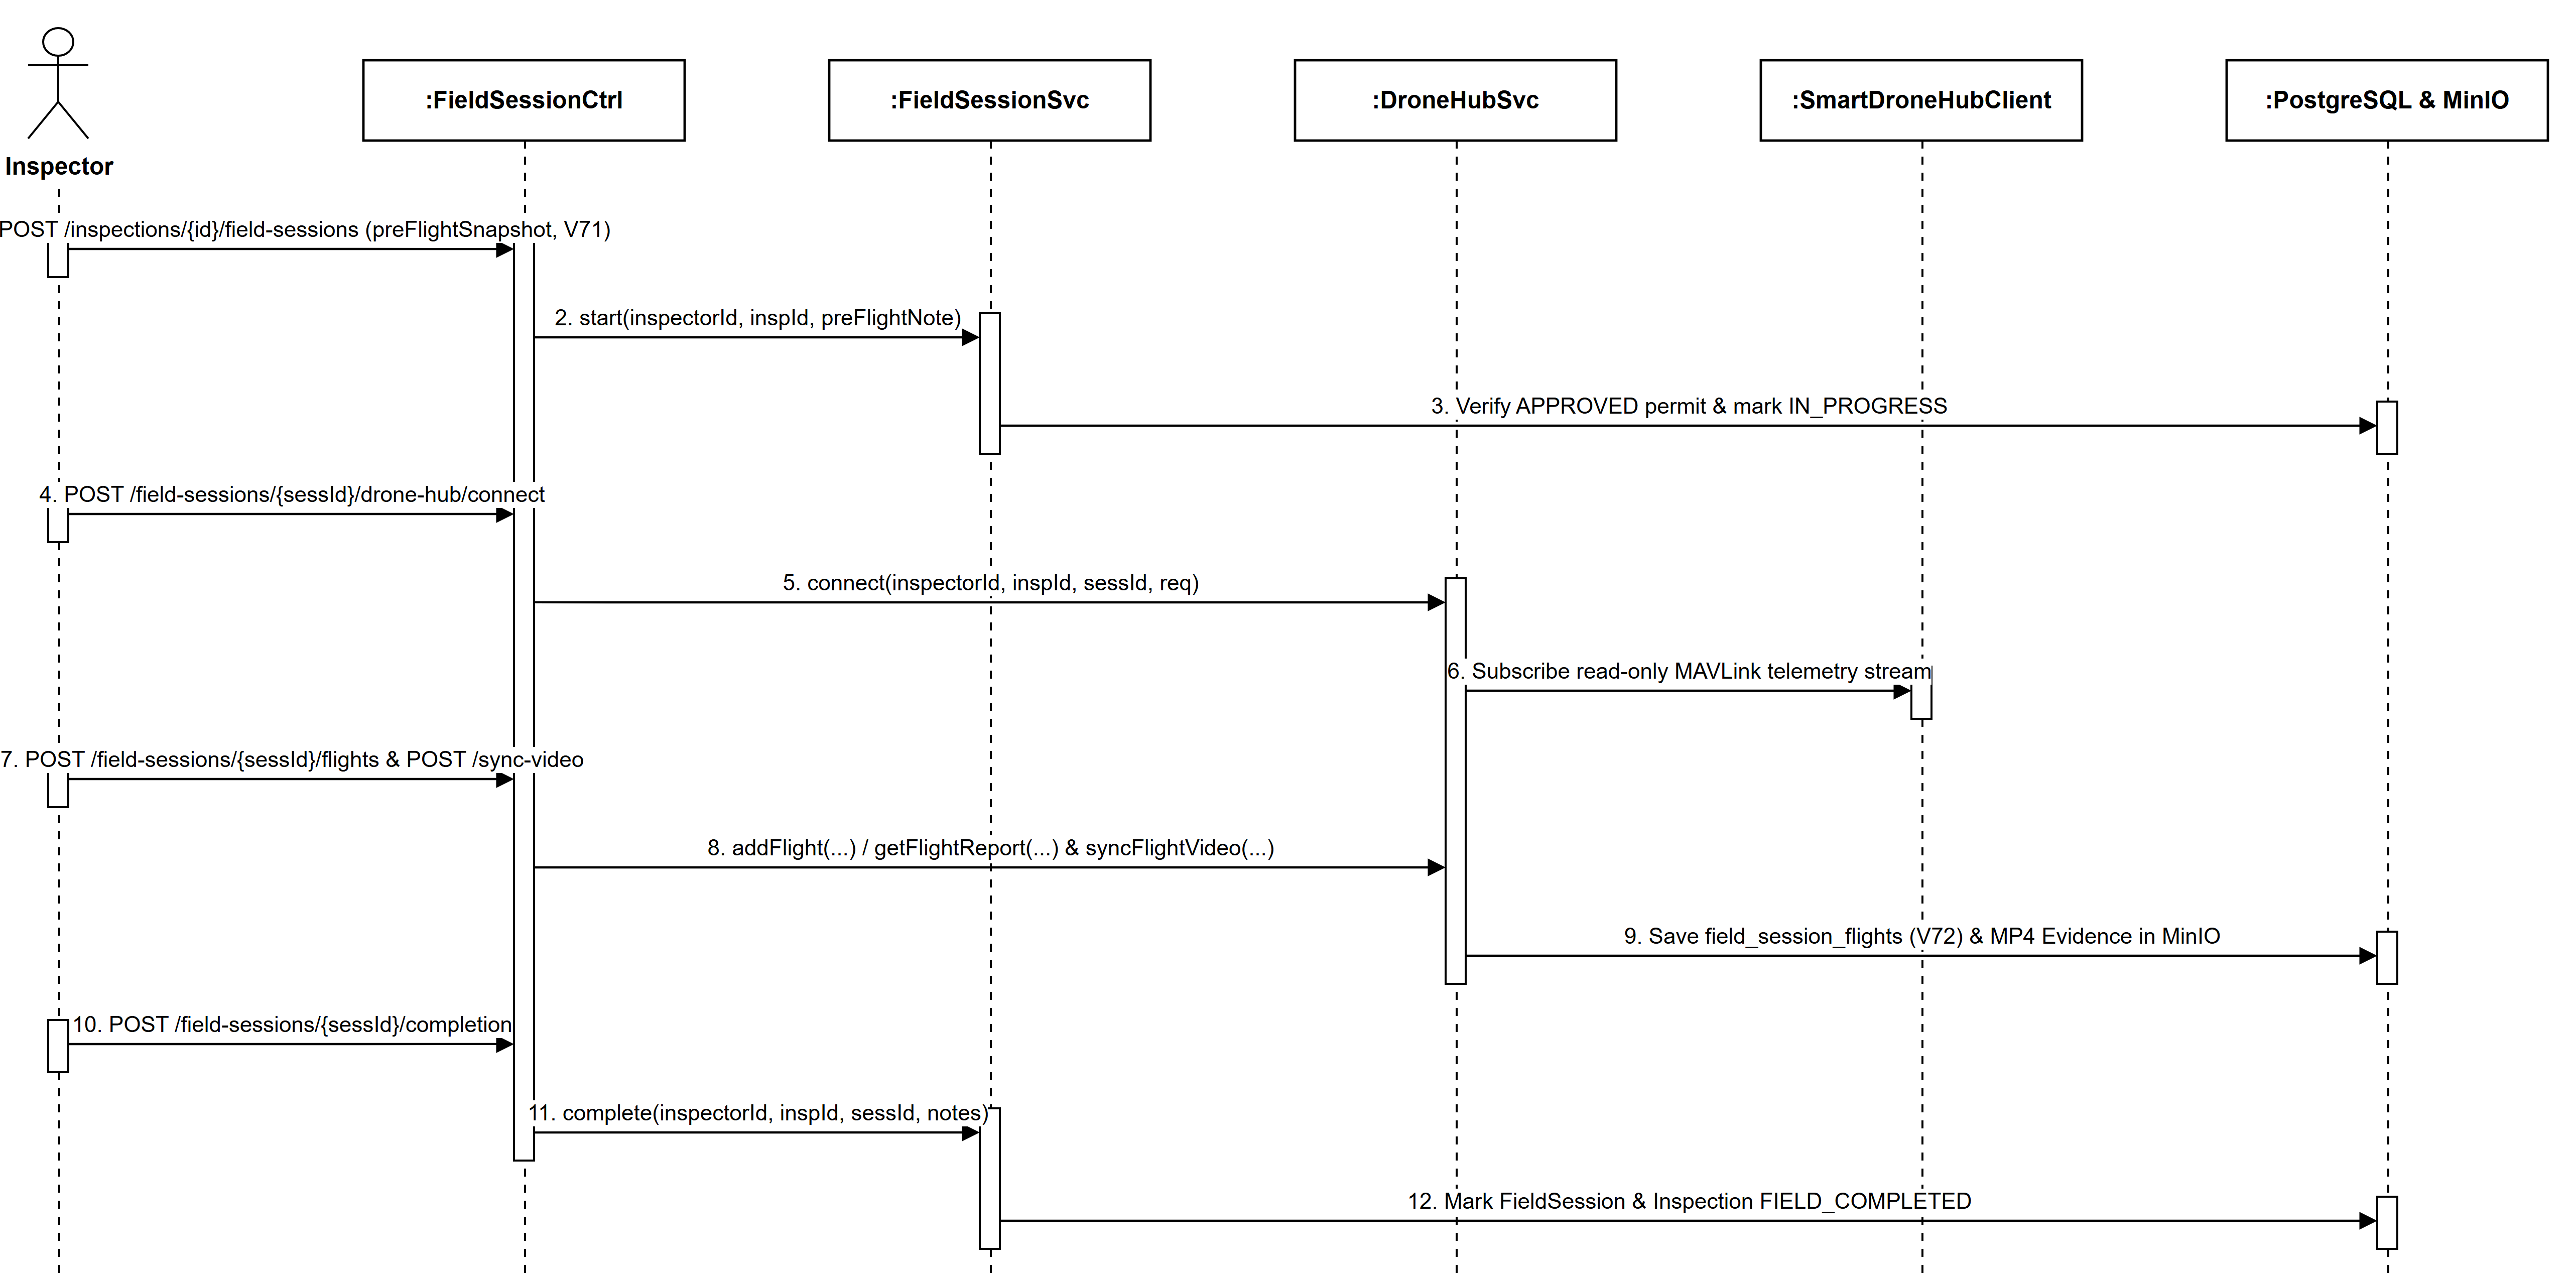 :FieldSessionCtrl
:FieldSessionSvc
:DroneHubSvc
:SmartDroneHubClient
:PostgreSQL & MinIO
Inspector
POST /inspections/{id}/field-sessions (preFlightSnapshot, V71)
2. start(inspectorId, inspId, preFlightNote)
3. Verify APPROVED permit & mark IN_PROGRESS
4. POST /field-sessions/{sessId}/drone-hub/connect
5. connect(inspectorId, inspId, sessId, req)
6. Subscribe read-only MAVLink telemetry stream
7. POST /field-sessions/{sessId}/flights & POST /sync-video
8. addFlight(...) / getFlightReport(...) & syncFlightVideo(...)
9. Save field_session_flights (V72) & MP4 Evidence in MinIO
10. POST /field-sessions/{sessId}/completion
11. complete(inspectorId, inspId, sessId, notes)
12. Mark FieldSession & Inspection FIELD_COMPLETED